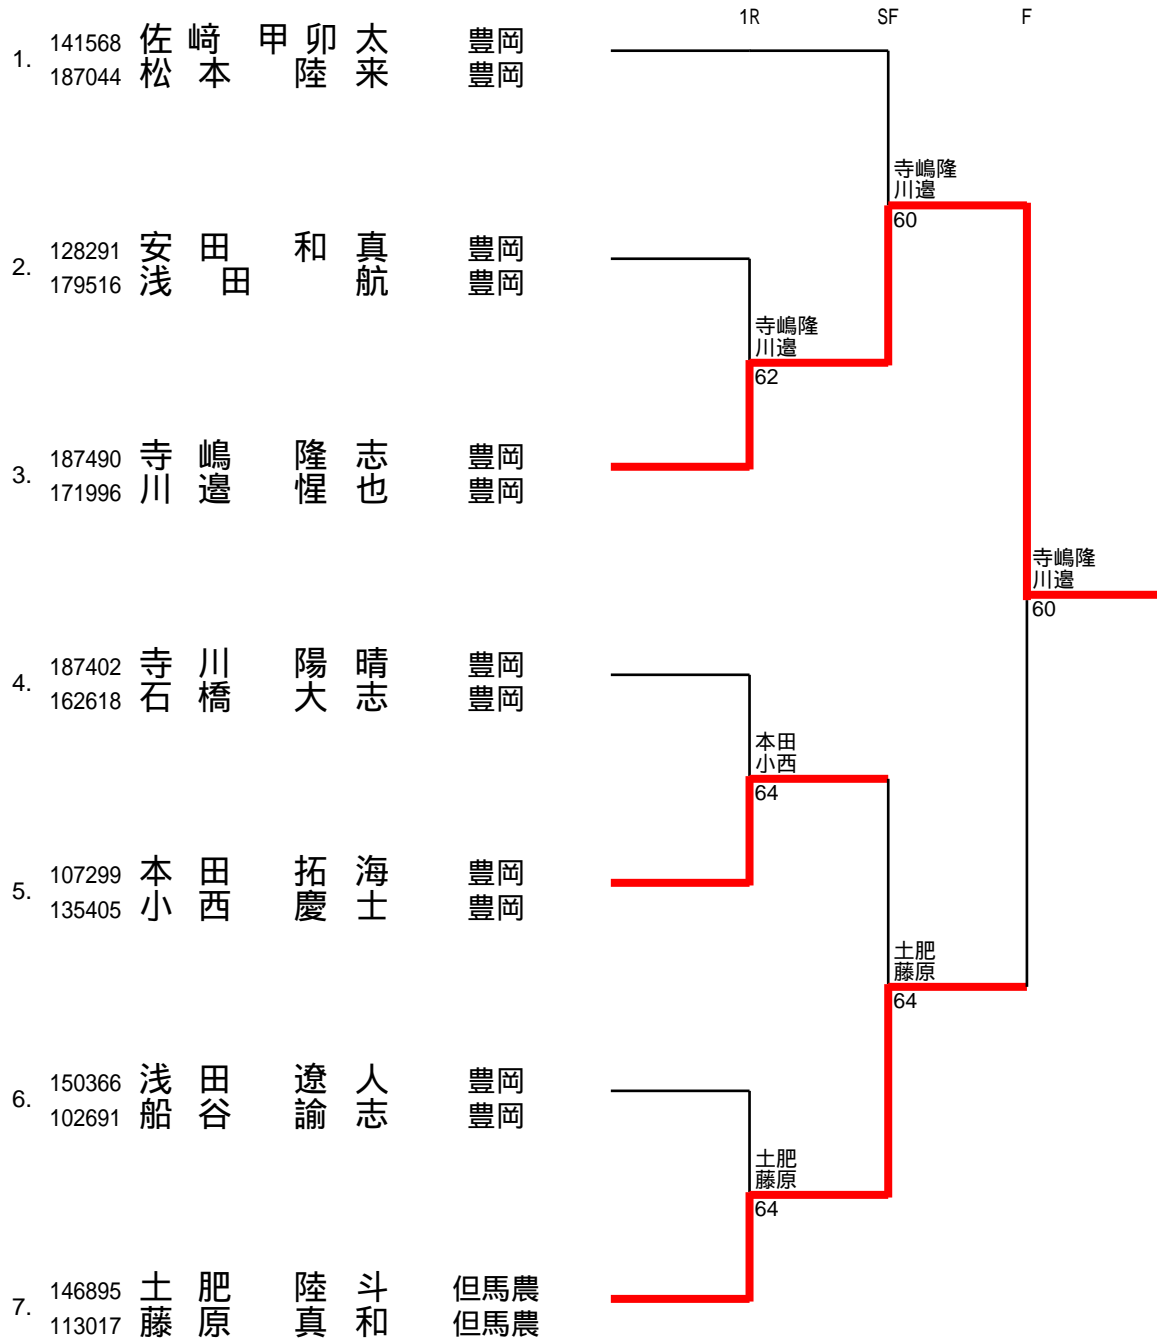 1R SF F
1. 141568 佐﨑 甲卯太 豊岡
187044 松本 陸来 豊岡
寺嶋隆
川邉
60
2. 128291 安田 和真 豊岡
179516 浅田 航 豊岡
寺嶋隆
川邉
62
3. 187490 寺嶋 隆志 豊岡
171996 川邉 惺也 豊岡
寺嶋隆
川邉
60
4. 187402 寺川 陽晴 豊岡
162618 石橋 大志 豊岡
本田
小西
64
5. 107299 本田 拓海 豊岡
135405 小西 慶士 豊岡
土肥
藤原
64
6. 150366 浅田 遼人 豊岡
102691 船谷 諭志 豊岡
土肥
藤原
64
7. 146895 土肥 陸斗 但馬農
113017 藤原 真和 但馬農